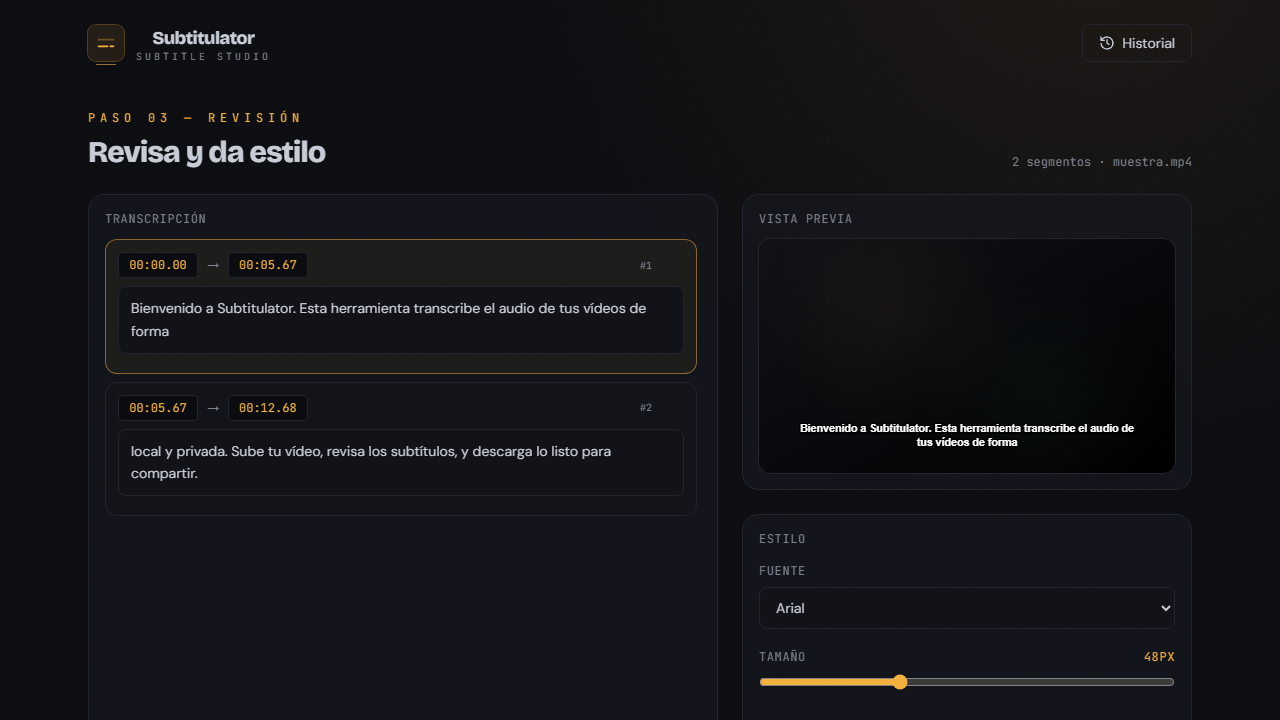 Subtitulator
SUBTITLE STUDIO
Historial
PASO 03 — REVISIÓN
Revisa y da estilo
2 segmentos · muestra.mp4
TRANSCRIPCIÓN
00:00.00 → 00:05.67 #1
Bienvenido a Subtitulator. Esta herramienta transcribe el audio de tus vídeos de
forma
00:05.67 → 00:12.68 #2
local y privada. Sube tu vídeo, revisa los subtítulos, y descarga lo listo para
compartir.
VISTA PREVIA
Bienvenido a Subtitulator. Esta herramienta transcribe el audio de
tus vídeos de forma
ESTILO
FUENTE
Arial
TAMAÑO 48PX